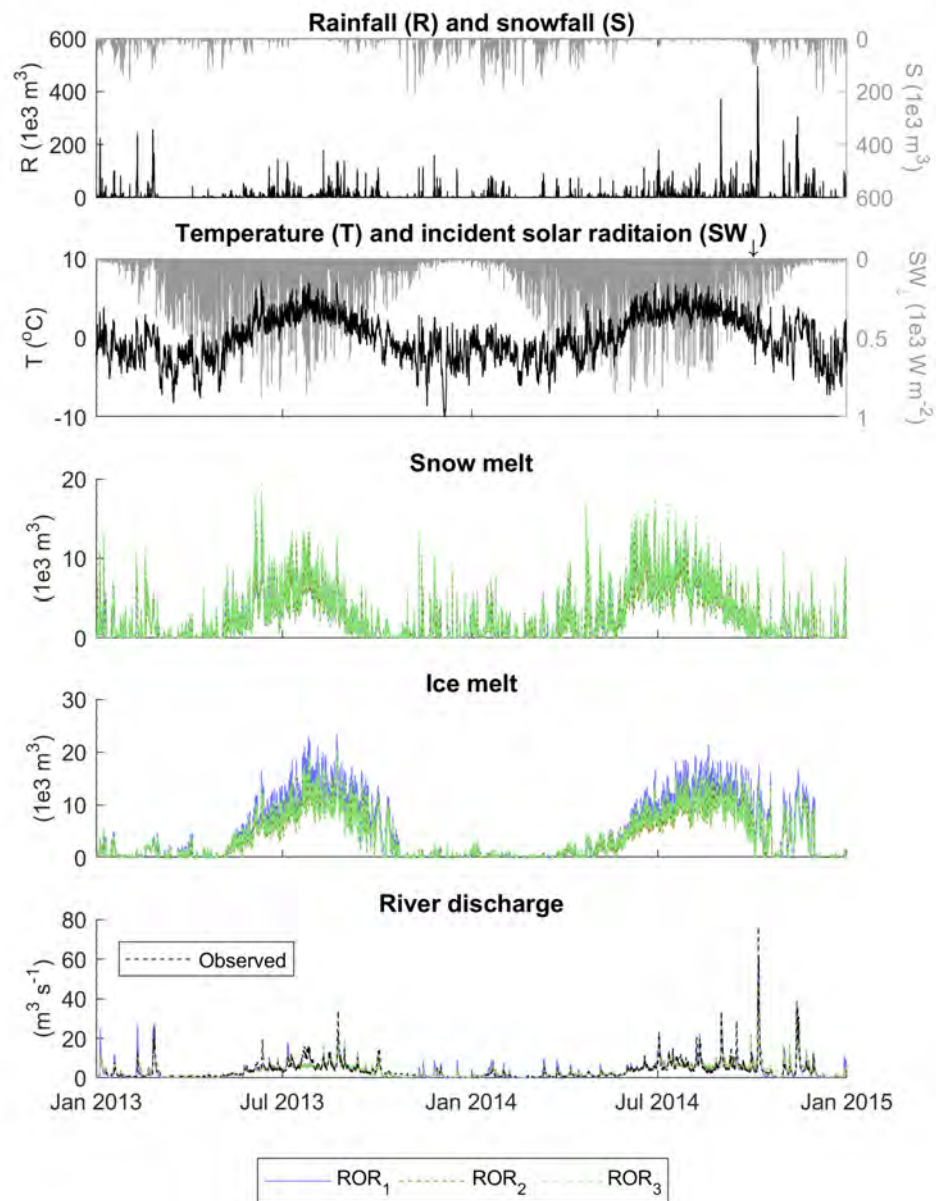 Rainfall (R) and snowfall (S)
600
400
200
0
R (1e3 m³)
0
200
400
600
S (1e3 m³)
Temperature (T) and incident solar raditaion (SW↓)
10
0
-10
T (ºC)
0
0.5
1
SW↓ (1e3 W m⁻²)
Snow melt
20
10
0
(1e3 m³)
Ice melt
30
20
10
0
(1e3 m³)
River discharge
80
60
40
20
0
(m³ s⁻¹)
Observed
Jan 2013 Jul 2013 Jan 2014 Jul 2014 Jan 2015
ROR₁ ROR₂ ROR₃